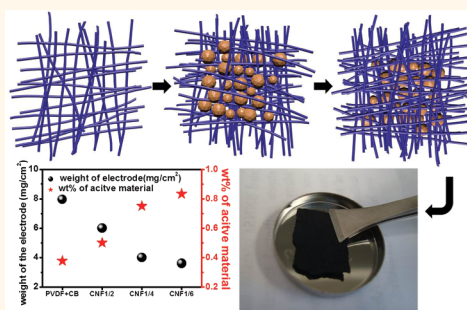 weight of the electrode (mg/cm²)
10
8
6
4
2
weight of electrode(mg/cm²)
wt% of acitve material
1.0
0.8
0.6
0.4
0.2
wt% of acitve material
PVDF+CB CNF1/2 CNF1/4 CNF1/6